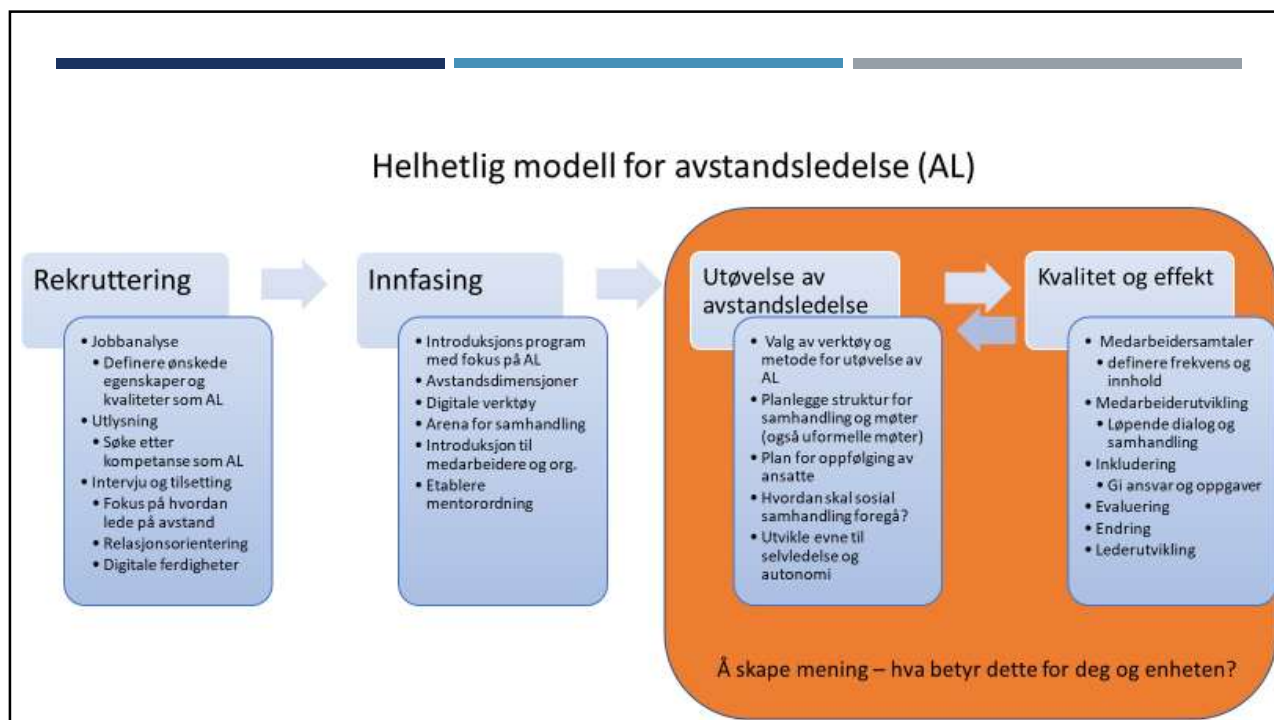 Helhetlig modell for avstandsledelse (AL)
Rekruttering
• Jobbanalyse
• Definere ønskede
egenskaper og
kvaliteter som AL
• Utlysning
• Søke etter
kompetanse som AL
• Intervju og tilsetting
• Fokus på hvordan
lede på avstand
• Relasjonsorientering
• Digitale ferdigheter
Innfasing
• Introduksjons program
med fokus på AL
• Avstandsdimensjoner
• Digitale verktøy
• Arena for samhandling
• Introduksjon til
medarbeidere og org.
• Etablere
mentorordning
Utøvelse av
avstandsledelse
• Valg av verktøy og
metode for utøvelse av
AL
• Planlegge struktur for
samhandling og møter
(også uformelle møter)
• Plan for oppfølging av
ansatte
• Hvordan skal sosial
samhandling foregå?
• Utvikle evne til
selvledelse og
autonomi
Kvalitet og effekt
• Medarbeidersamtaler
• definere frekvens og
innhold
• Medarbeiderutvikling
• Løpende dialog og
samhandling
• Inkludering
• Gi ansvar og oppgaver
• Evaluering
• Endring
• Lederutvikling
Å skape mening – hva betyr dette for deg og enheten?